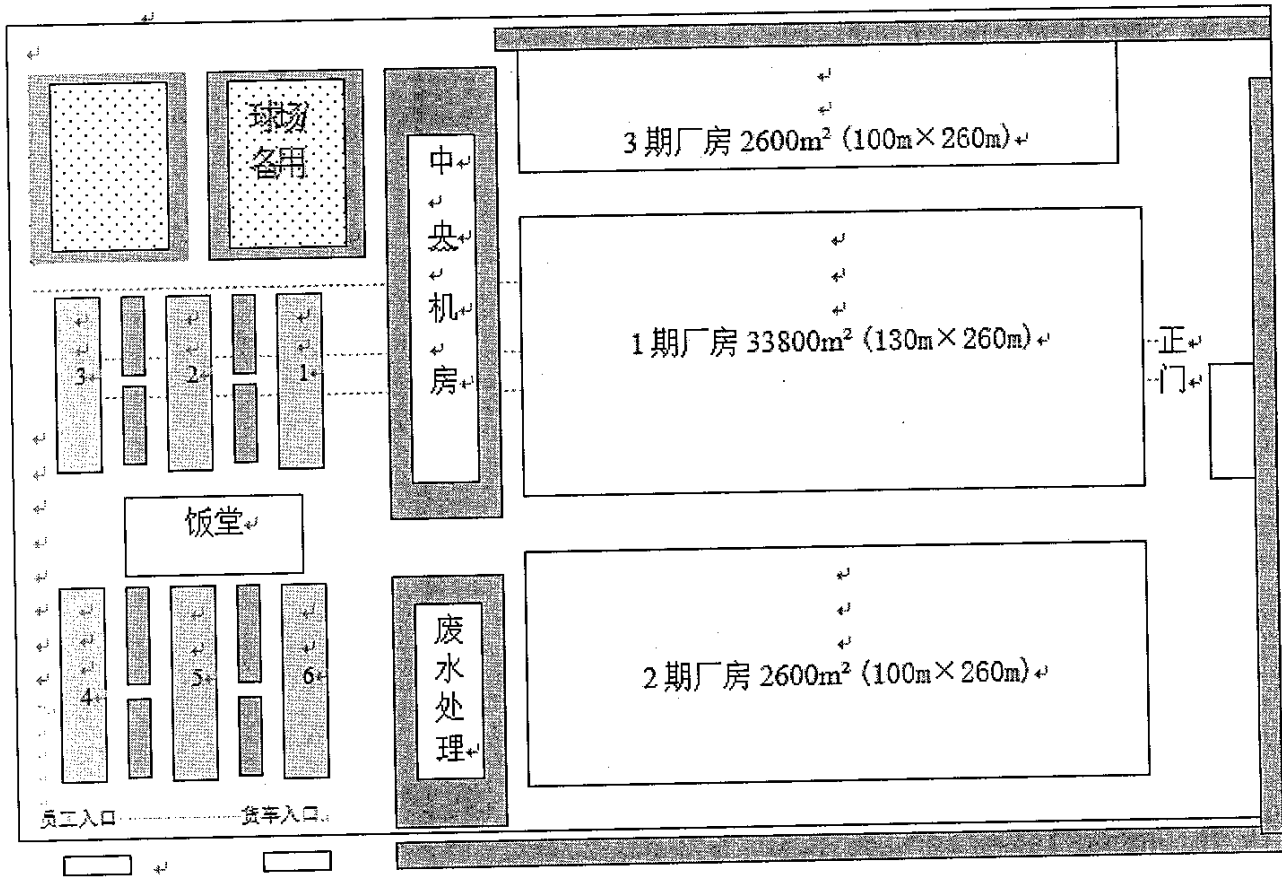 球场
备用
3 期厂房 2600m² (100m×260m)
中
央
机
房
1 期厂房 33800m² (130m×260m)
正
门
3
2
1
饭堂
2 期厂房 2600m² (100m×260m)
废
水
处
理
4
5
6
员工入口
货车入口